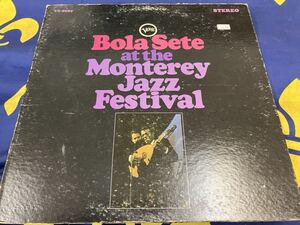 Verve
STEREO
Bola Sete
at the
Monterey
Jazz
Festival